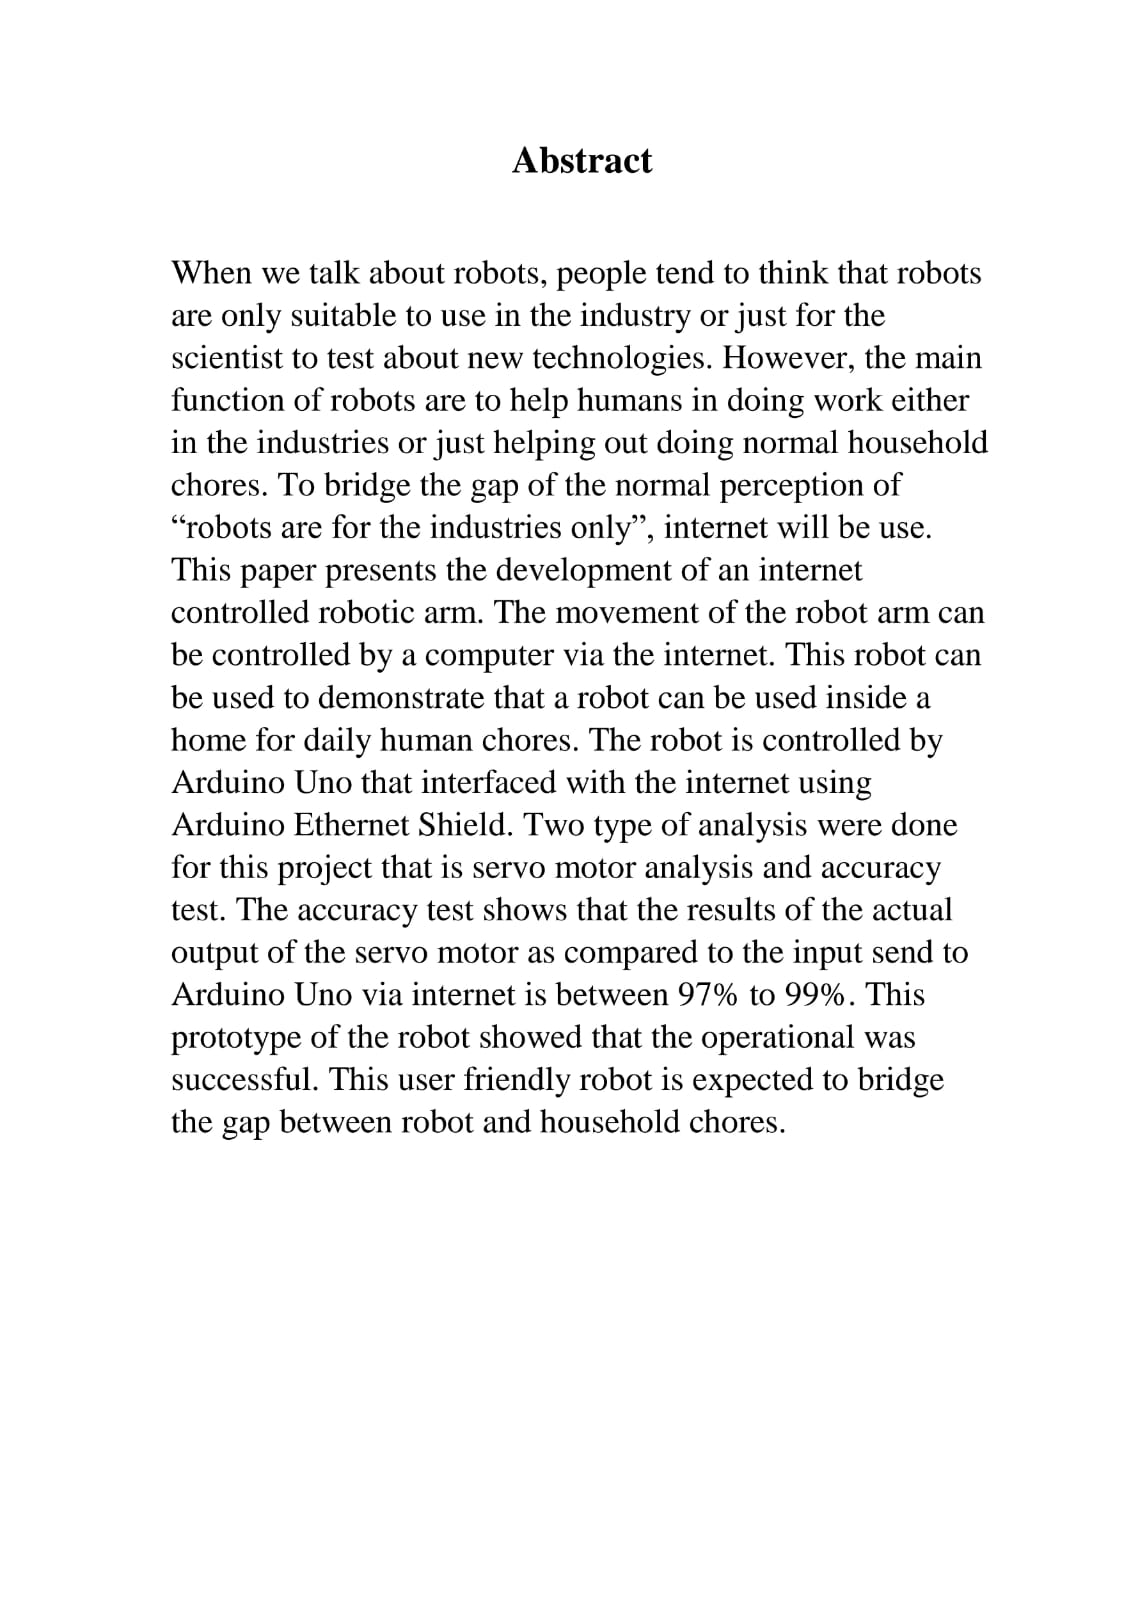 Abstract
When we talk about robots, people tend to think that robots
are only suitable to use in the industry or just for the
scientist to test about new technologies. However, the main
function of robots are to help humans in doing work either
in the industries or just helping out doing normal household
chores. To bridge the gap of the normal perception of
“robots are for the industries only”, internet will be use.
This paper presents the development of an internet
controlled robotic arm. The movement of the robot arm can
be controlled by a computer via the internet. This robot can
be used to demonstrate that a robot can be used inside a
home for daily human chores. The robot is controlled by
Arduino Uno that interfaced with the internet using
Arduino Ethernet Shield. Two type of analysis were done
for this project that is servo motor analysis and accuracy
test. The accuracy test shows that the results of the actual
output of the servo motor as compared to the input send to
Arduino Uno via internet is between 97% to 99%. This
prototype of the robot showed that the operational was
successful. This user friendly robot is expected to bridge
the gap between robot and household chores.